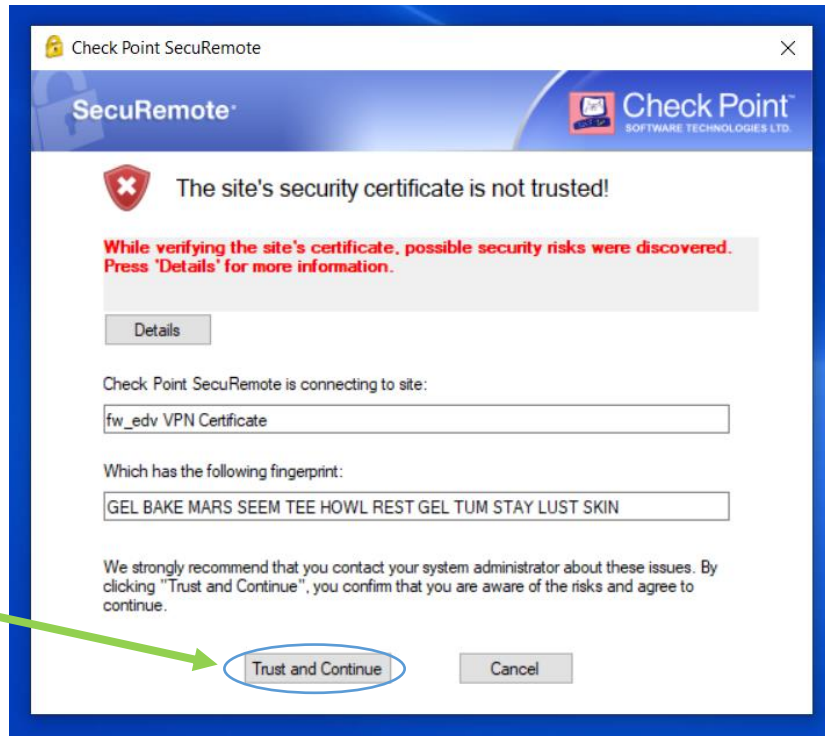 Check Point SecuRemote
SecuRemote
Check Point™
SOFTWARE TECHNOLOGIES LTD.
The site's security certificate is not trusted!
While verifying the site's certificate, possible security risks were discovered.
Press 'Details' for more information.
Details
Check Point SecuRemote is connecting to site:
fw_edv VPN Certificate
Which has the following fingerprint:
GEL BAKE MARS SEEM TEE HOWL REST GEL TUM STAY LUST SKIN
We strongly recommend that you contact your system administrator about these issues. By
clicking "Trust and Continue", you confirm that you are aware of the risks and agree to
continue.
Trust and Continue
Cancel